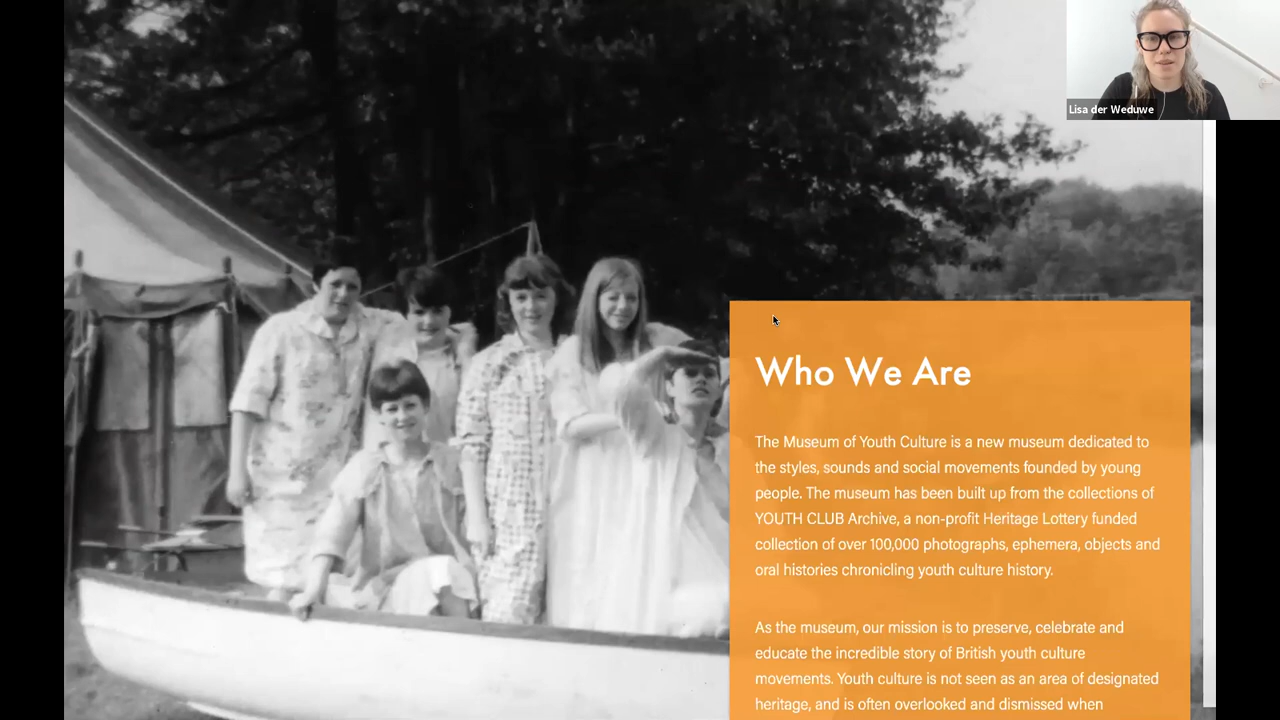 Lisa der Weduwe
Who We Are
The Museum of Youth Culture is a new museum dedicated to
the styles, sounds and social movements founded by young
people. The museum has been built up from the collections of
YOUTH CLUB Archive, a non-profit Heritage Lottery funded
collection of over 100,000 photographs, ephemera, objects and
oral histories chronicling youth culture history.
As the museum, our mission is to preserve, celebrate and
educate the incredible story of British youth culture
movements. Youth culture is not seen as an area of designated
heritage, and is often overlooked and dismissed when